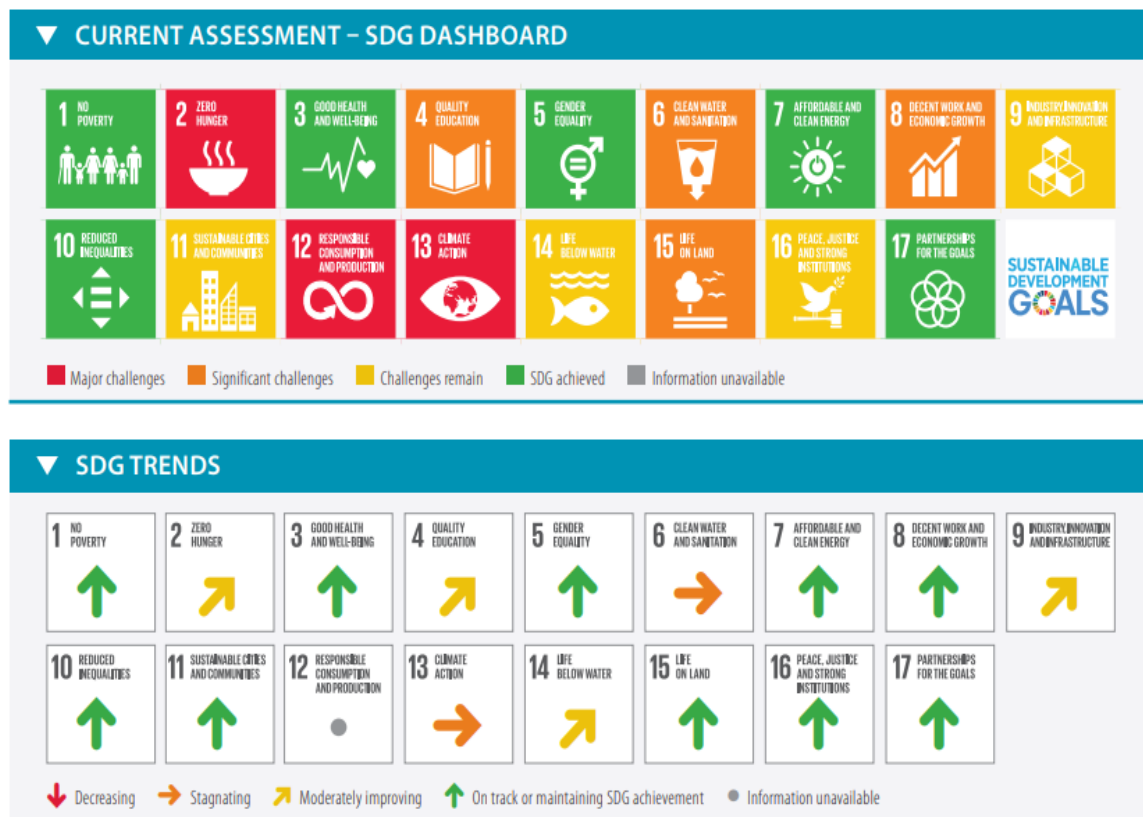 CURRENT ASSESSMENT – SDG DASHBOARD
1 NO
POVERTY
2 ZERO
HUNGER
3 GOOD HEALTH
AND WELL-BEING
4 QUALITY
EDUCATION
5 GENDER
EQUALITY
6 CLEAN WATER
AND SANITATION
7 AFFORDABLE AND
CLEAN ENERGY
8 DECENT WORK AND
ECONOMIC GROWTH
9 INDUSTRY, INNOVATION
AND INFRASTRUCTURE
10 REDUCED
INEQUALITIES
11 SUSTAINABLE CITIES
AND COMMUNITIES
12 RESPONSIBLE
CONSUMPTION
AND PRODUCTION
13 CLIMATE
ACTION
14 LIFE
BELOW WATER
15 LIFE
ON LAND
16 PEACE, JUSTICE
AND STRONG
INSTITUTIONS
17 PARTNERSHIPS
FOR THE GOALS
SUSTAINABLE
DEVELOPMENT
GOALS
Major challenges Significant challenges Challenges remain SDG achieved Information unavailable
SDG TRENDS
1 NO
POVERTY
2 ZERO
HUNGER
3 GOOD HEALTH
AND WELL-BEING
4 QUALITY
EDUCATION
5 GENDER
EQUALITY
6 CLEAN WATER
AND SANITATION
7 AFFORDABLE AND
CLEAN ENERGY
8 DECENT WORK AND
ECONOMIC GROWTH
9 INDUSTRY, INNOVATION
AND INFRASTRUCTURE
10 REDUCED
INEQUALITIES
11 SUSTAINABLE CITIES
AND COMMUNITIES
12 RESPONSIBLE
CONSUMPTION
AND PRODUCTION
13 CLIMATE
ACTION
14 LIFE
BELOW WATER
15 LIFE
ON LAND
16 PEACE, JUSTICE
AND STRONG
INSTITUTIONS
17 PARTNERSHIPS
FOR THE GOALS
Decreasing Stagnating Moderately improving On track or maintaining SDG achievement Information unavailable